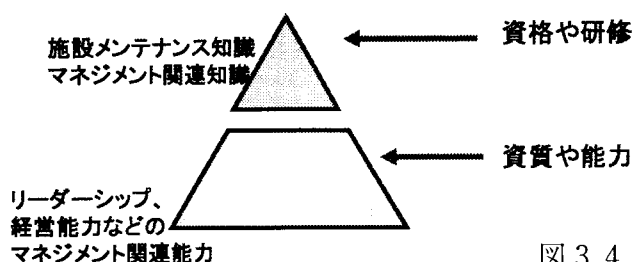 施設メンテナンス知識
マネジメント関連知識
資格や研修
資質や能力
リーダーシップ、
経営能力などの
マネジメント関連能力
図 3. 4